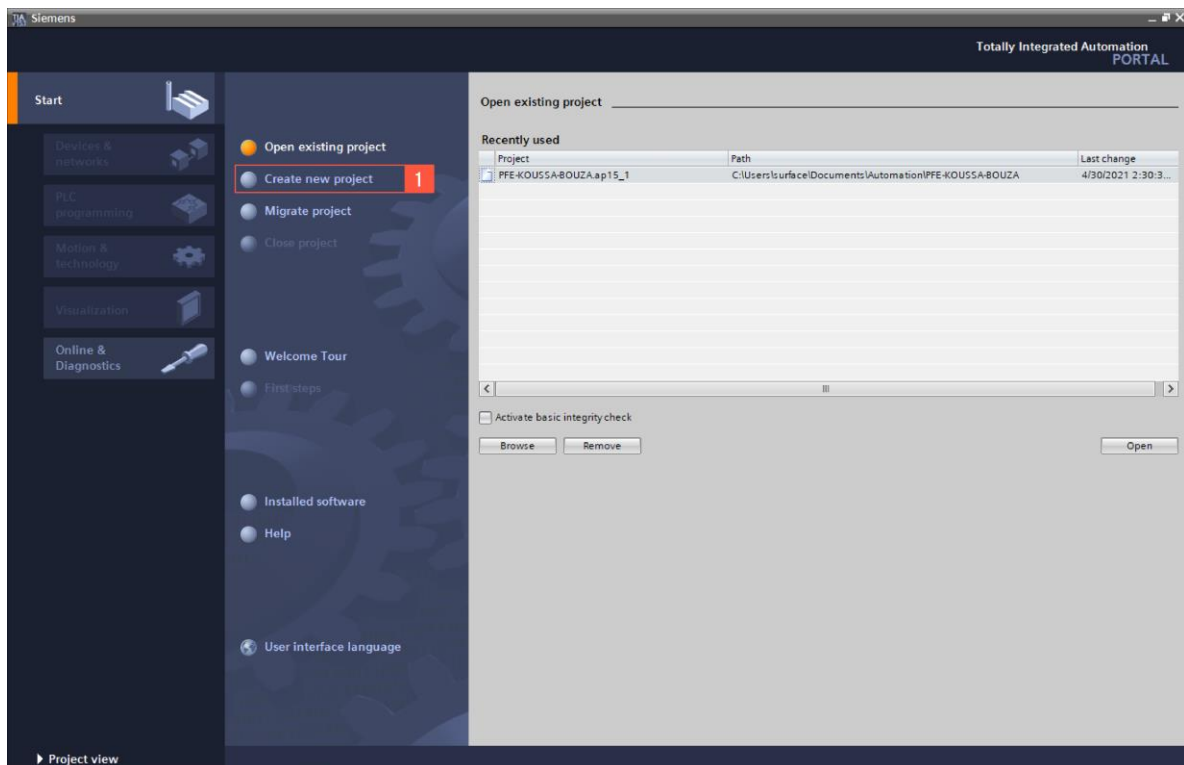 Siemens
Totally Integrated Automation
PORTAL
Start
Devices &
networks
PLC
programming
Motion &
technology
Visualization
Online &
Diagnostics
Open existing project
Create new project 1
Migrate project
Close project
Welcome Tour
First steps
Installed software
Help
User interface language
Open existing project
Recently used
Project Path Last change
PFE-KOUSSA-BOUZA.ap15_1 C:\Users\surface\Documents\Automation\PFE-KOUSSA-BOUZA 4/30/2021 2:30:3...
Activate basic integrity check
Browse Remove Open
Project view